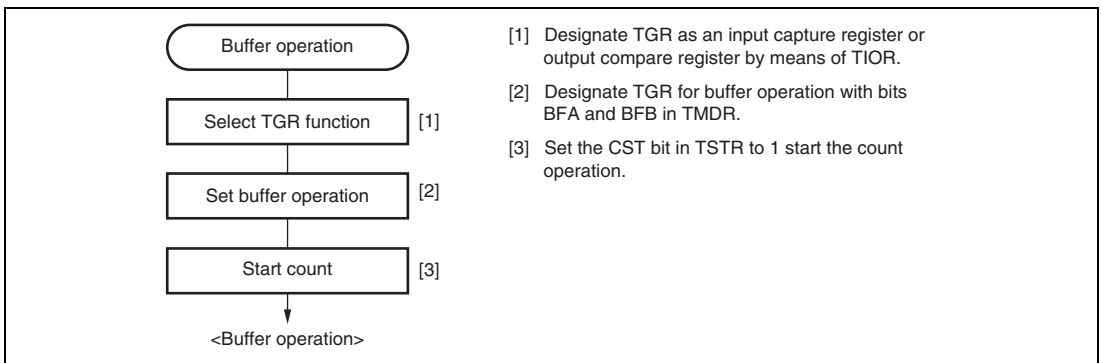 Buffer operation
Select TGR function [1]
Set buffer operation [2]
Start count [3]
<Buffer operation>
[1] Designate TGR as an input capture register or
output compare register by means of TIOR.
[2] Designate TGR for buffer operation with bits
BFA and BFB in TMDR.
[3] Set the CST bit in TSTR to 1 start the count
operation.